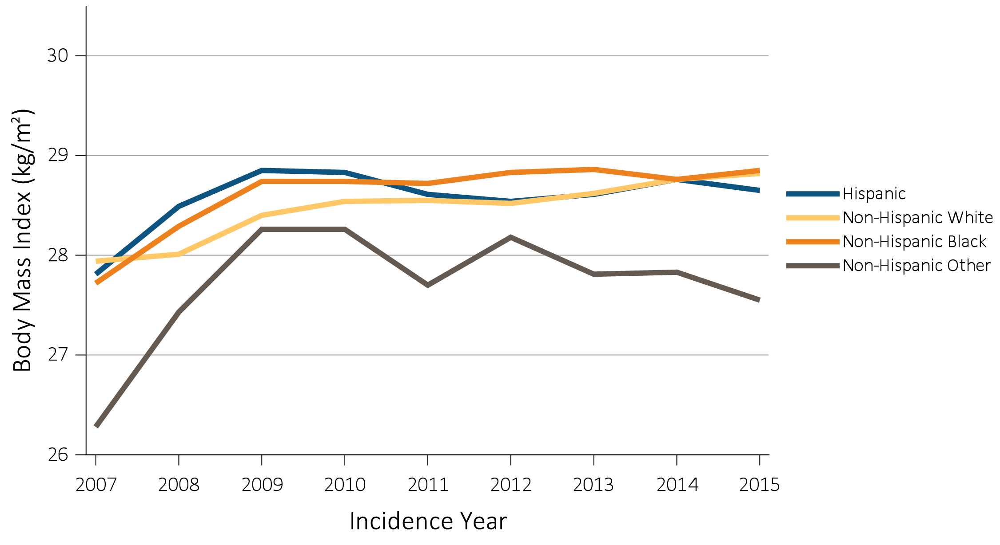 Body Mass Index (kg/m²)
30
29
28
27
26
2007 2008 2009 2010 2011 2012 2013 2014 2015
Incidence Year
Hispanic
Non-Hispanic White
Non-Hispanic Black
Non-Hispanic Other